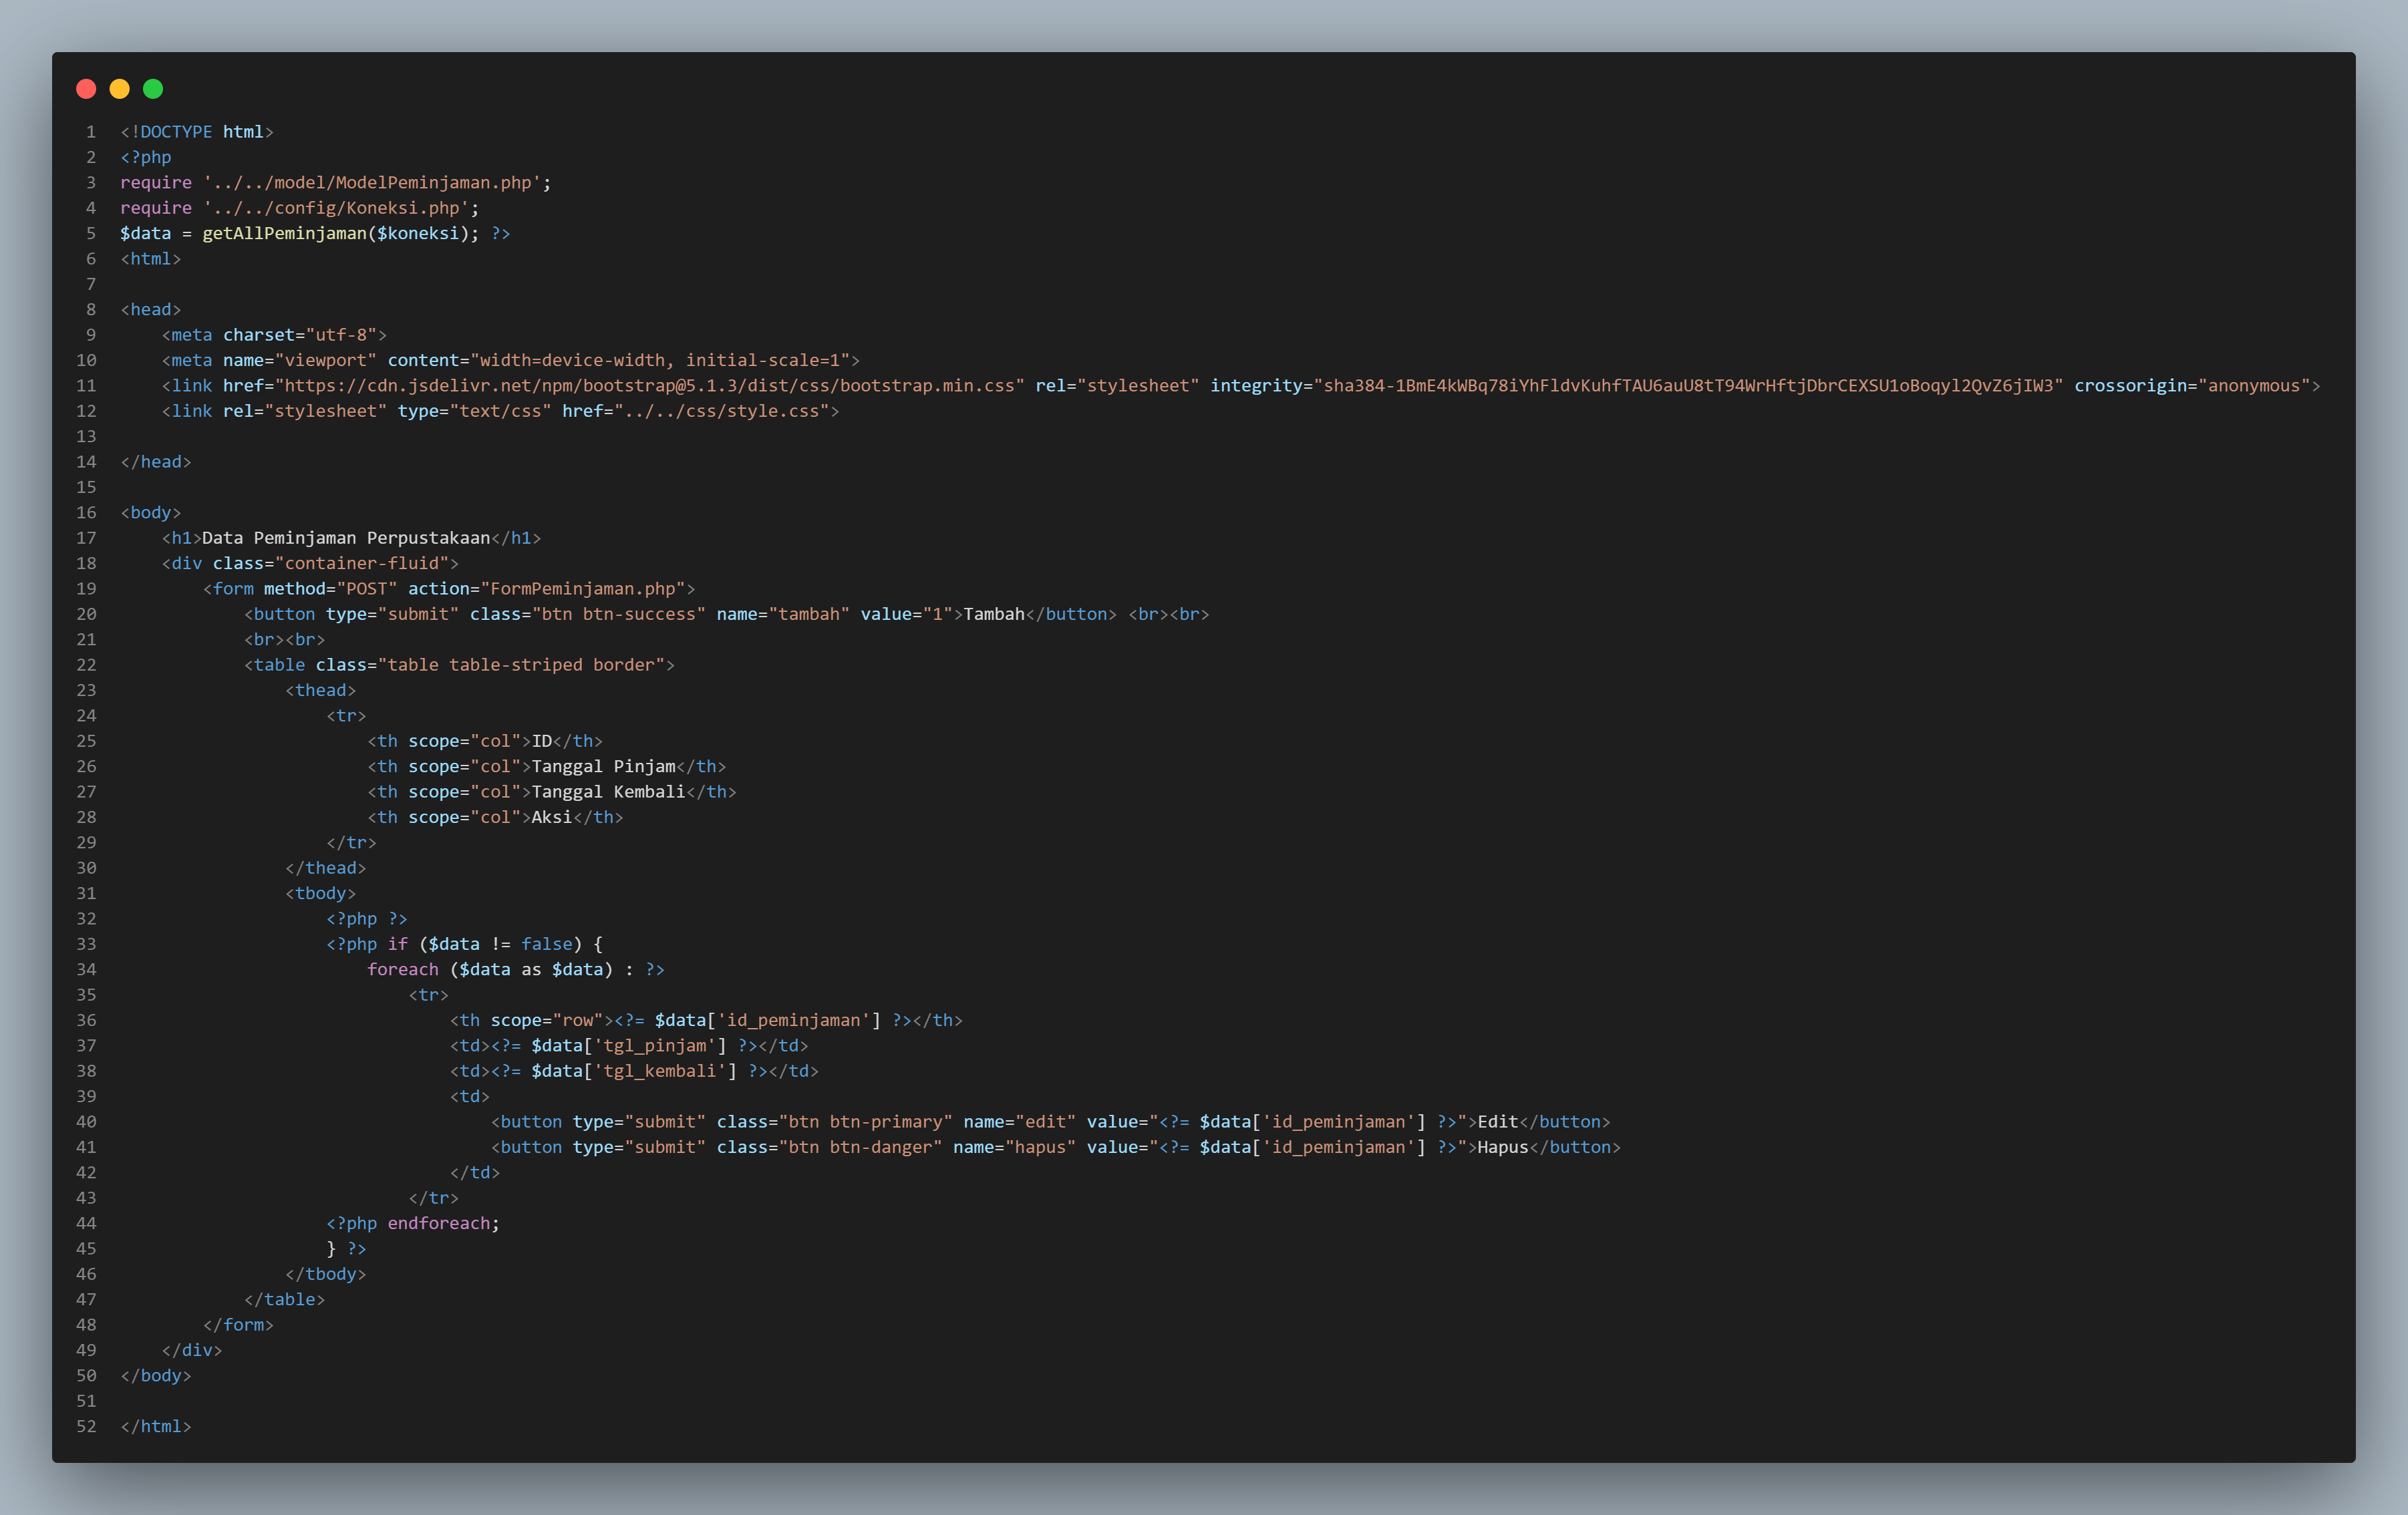 1 <!DOCTYPE html>
2 <?php
3 require '../../model/ModelPeminjaman.php';
4 require '../../config/Koneksi.php';
5 $data = getAllPeminjaman($koneksi); ?>
6 <html>
7
8 <head>
9     <meta charset="utf-8">
10     <meta name="viewport" content="width=device-width, initial-scale=1">
11     <link href="https://cdn.jsdelivr.net/npm/bootstrap@5.1.3/dist/css/bootstrap.min.css" rel="stylesheet" integrity="sha384-1BmE4kWBq78iYhFldvKuhfTAU6auU8tT94WrHftjDbrCEXSU1oBoqyl2QvZ6jIW3" crossorigin="anonymous">
12     <link rel="stylesheet" type="text/css" href="../../css/style.css">
13
14 </head>
15
16 <body>
17     <h1>Data Peminjaman Perpustakaan</h1>
18     <div class="container-fluid">
19         <form method="POST" action="FormPeminjaman.php">
20             <button type="submit" class="btn btn-success" name="tambah" value="1">Tambah</button> <br><br>
21             <br><br>
22             <table class="table table-striped border">
23                 <thead>
24                     <tr>
25                         <th scope="col">ID</th>
26                         <th scope="col">Tanggal Pinjam</th>
27                         <th scope="col">Tanggal Kembali</th>
28                         <th scope="col">Aksi</th>
29                     </tr>
30                 </thead>
31                 <tbody>
32                     <?php ?>
33                     <?php if ($data != false) {
34                         foreach ($data as $data) : ?>
35                             <tr>
36                                 <th scope="row"><?= $data['id_peminjaman'] ?></th>
37                                 <td><?= $data['tgl_pinjam'] ?></td>
38                                 <td><?= $data['tgl_kembali'] ?></td>
39                                 <td>
40                                     <button type="submit" class="btn btn-primary" name="edit" value="<?= $data['id_peminjaman'] ?>">Edit</button>
41                                     <button type="submit" class="btn btn-danger" name="hapus" value="<?= $data['id_peminjaman'] ?>">Hapus</button>
42                                 </td>
43                             </tr>
44                     <?php endforeach;
45                     } ?>
46                 </tbody>
47             </table>
48         </form>
49     </div>
50 </body>
51
52 </html>